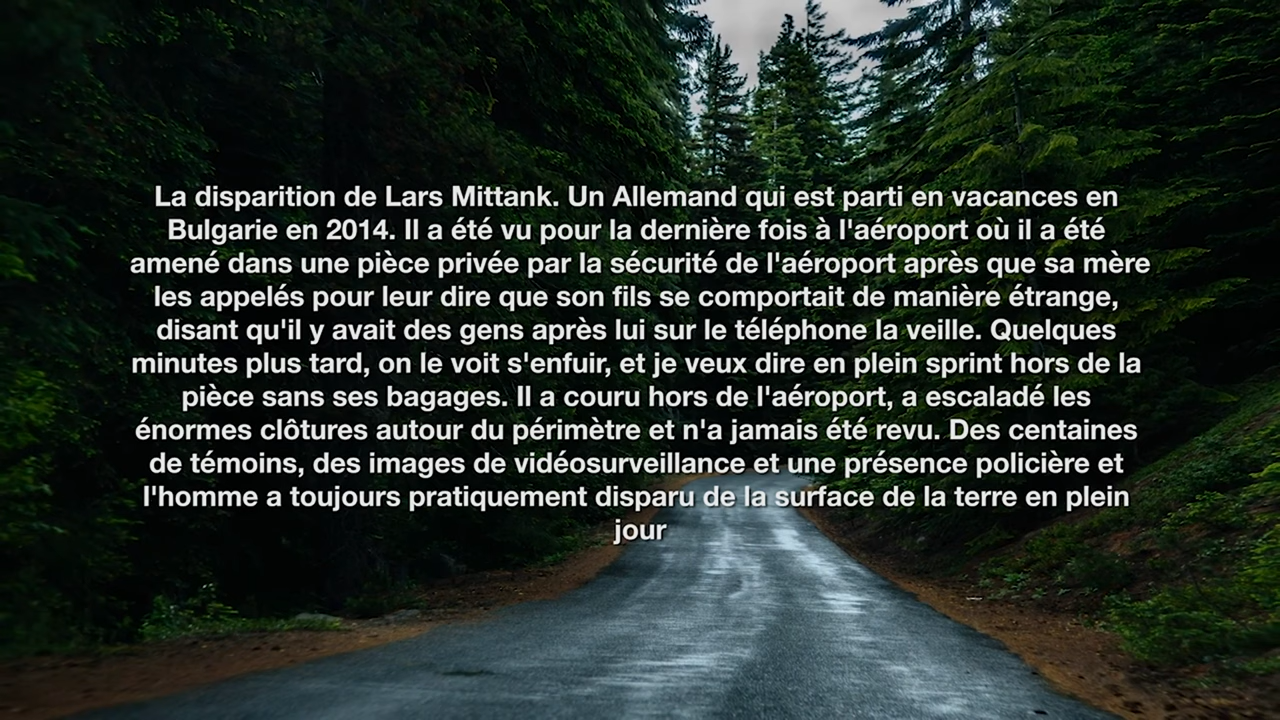 La disparition de Lars Mittank. Un Allemand qui est parti en vacances en
Bulgarie en 2014. Il a été vu pour la dernière fois à l'aéroport où il a été
amené dans une pièce privée par la sécurité de l'aéroport après que sa mère
les appelés pour leur dire que son fils se comportait de manière étrange,
disant qu'il y avait des gens après lui sur le téléphone la veille. Quelques
minutes plus tard, on le voit s'enfuir, et je veux dire en plein sprint hors de la
pièce sans ses bagages. Il a couru hors de l'aéroport, a escaladé les
énormes clôtures autour du périmètre et n'a jamais été revu. Des centaines
de témoins, des images de vidéosurveillance et une présence policière et
l'homme a toujours pratiquement disparu de la surface de la terre en plein
jour